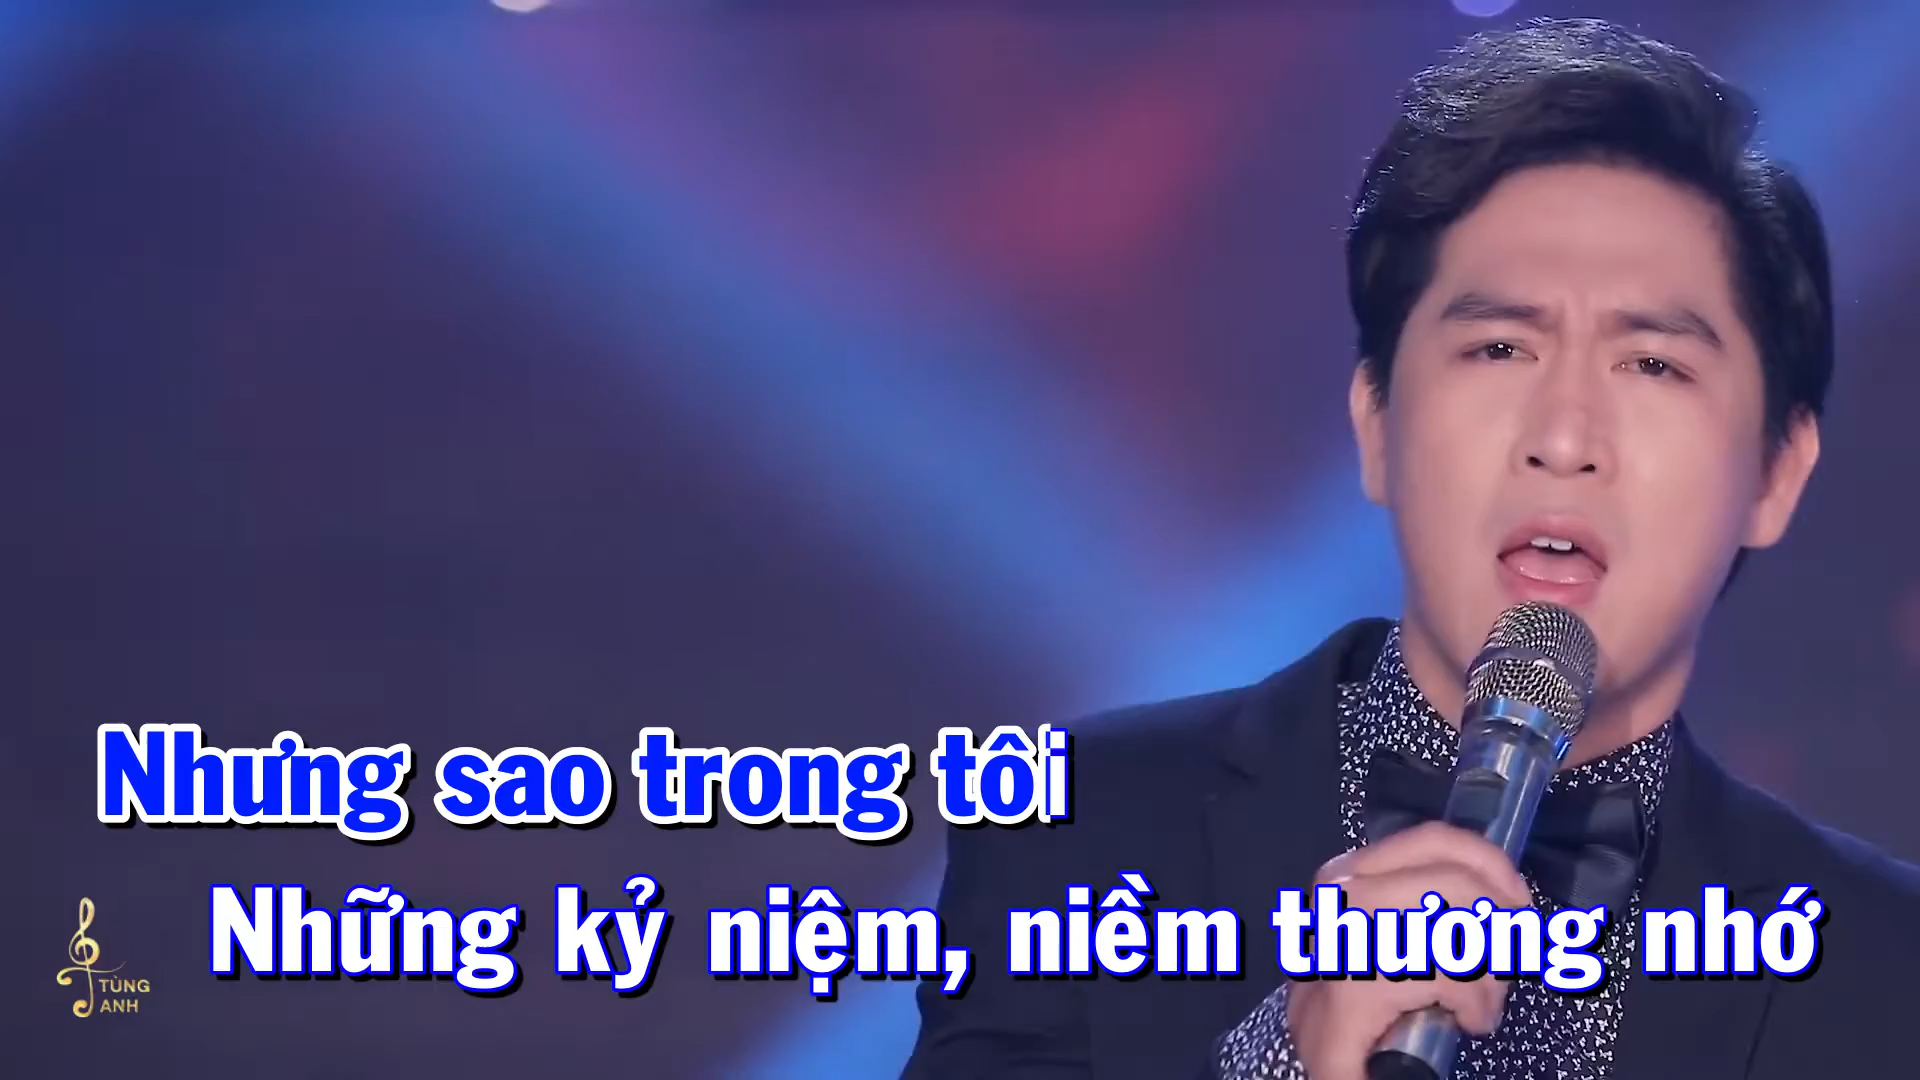 Nhưng sao trong tôi
Những kỷ niệm, niềm thương nhớ
TÙNG
ANH